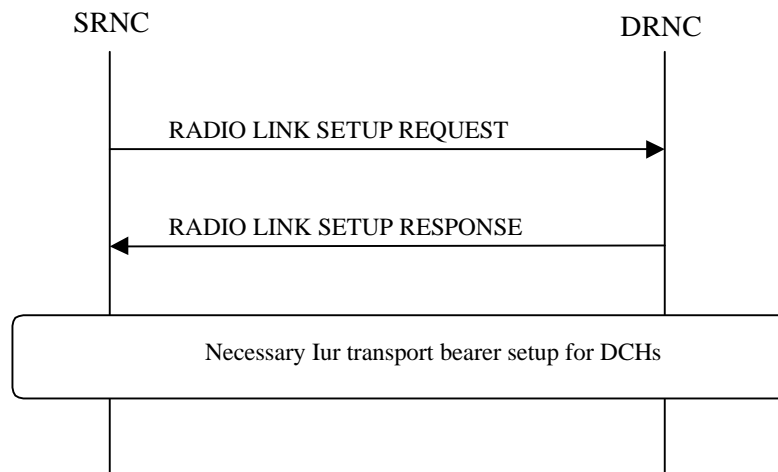 SRNC
DRNC
RADIO LINK SETUP REQUEST
RADIO LINK SETUP RESPONSE
Necessary Iur transport bearer setup for DCHs